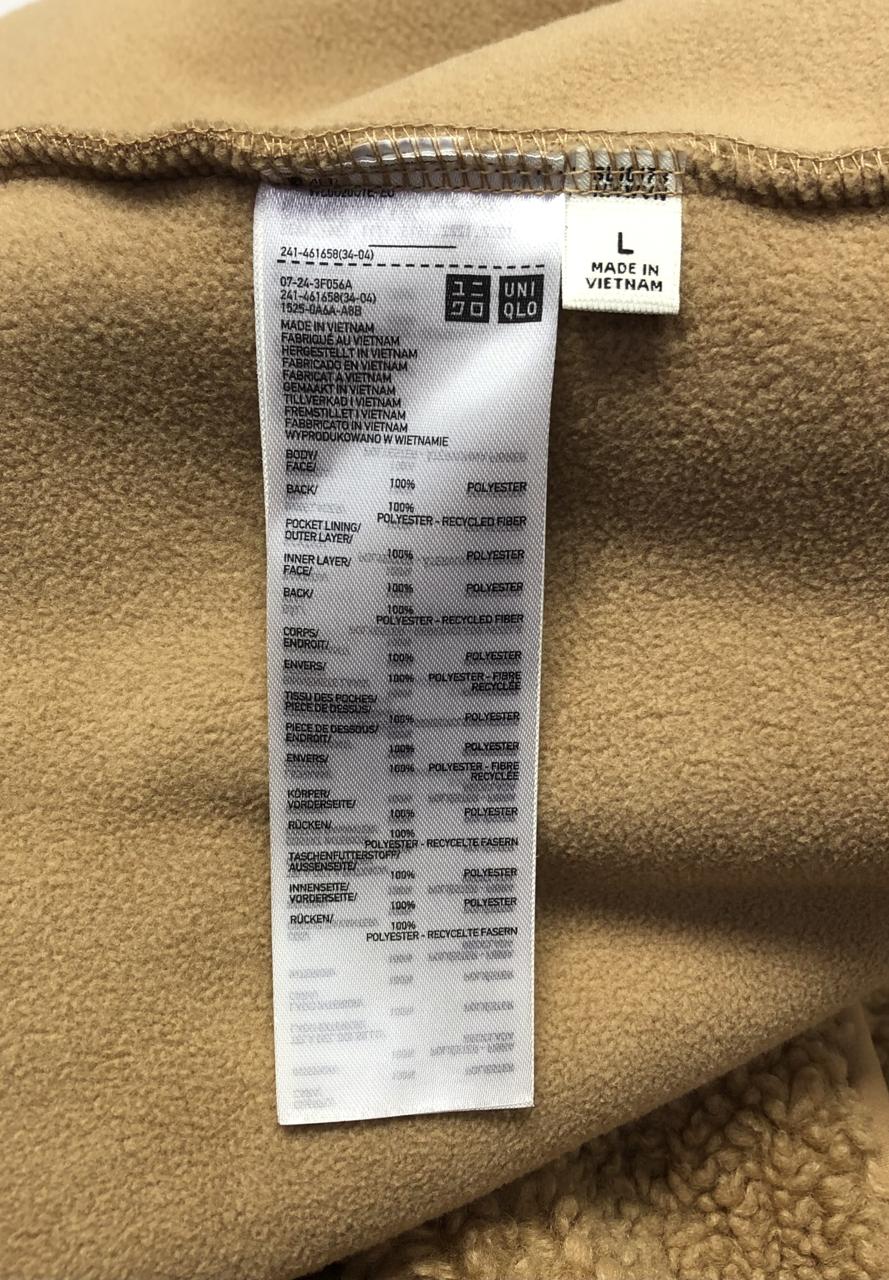 241-461658(34-04)
07-24-3F056A
241-461658(34-04)
1525-0A6A-A8B
ユニ
クロ
UNI
QLO
MADE IN VIETNAM
FABRIQUÉ AU VIETNAM
HERGESTELLT IN VIETNAM
FABRICADO EN VIETNAM
FABRICAT A VIETNAM
GEMAAKT IN VIETNAM
TILLVERKAD I VIETNAM
FREMSTILLET I VIETNAM
FABBRICATO IN VIETNAM
WYPRODUKOWANO W WIETNAMIE
BODY/
FACE/
100% POLYESTER
BACK/
100%
POLYESTER - RECYCLED FIBER
POCKET LINING/
OUTER LAYER/
100% POLYESTER
INNER LAYER/
FACE/
100% POLYESTER
BACK/
100%
POLYESTER - RECYCLED FIBER
CORPS/
ENDROIT/
100% POLYESTER
ENVERS/
100% POLYESTER - FIBRE
RECYCLÉE
TISSU DES POCHES/
PIECE DE DESSUS/
100% POLYESTER
PIECE DE DESSOUS/
ENDROIT/
100% POLYESTER
ENVERS/
100% POLYESTER - FIBRE
RECYCLÉE
KÖRPER/
VORDERSEITE/
100% POLYESTER
RÜCKEN/
100%
POLYESTER - RECYCELTE FASERN
TASCHENFUTTERSTOFF/
AUSSENSEITE/
100% POLYESTER
INNENSEITE/
VORDERSEITE/
100% POLYESTER
RÜCKEN/
100%
POLYESTER - RECYCELTE FASERN
L
MADE IN
VIETNAM